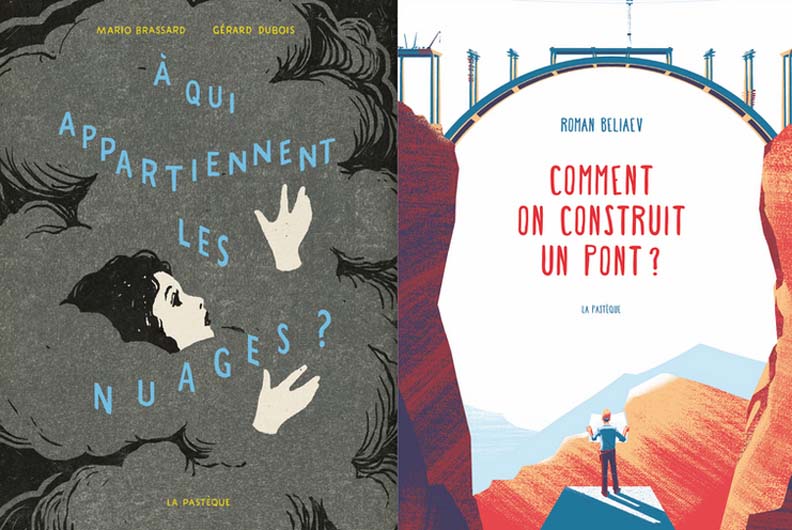 MARIO BRASSARD GÉRARD DUBOIS
À QUI
APPARTIENNENT
LES
NUAGES ?
LA PASTÈQUE
ROMAN BELIAEV
COMMENT
ON CONSTRUIT
UN PONT ?
LA PASTÈQUE